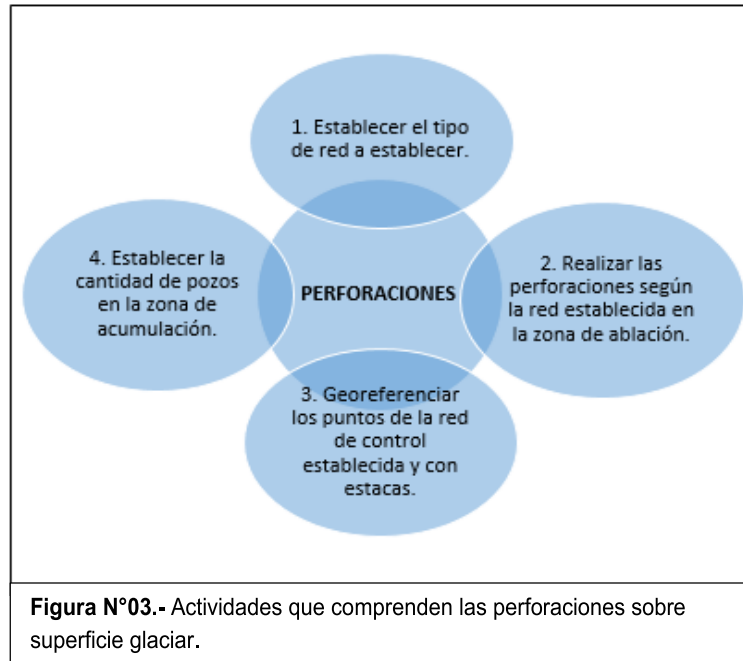 1. Establecer el tipo
de red a establecer.
4. Establecer la
cantidad de pozos
en la zona de
acumulación.
PERFORACIONES
2. Realizar las
perforaciones según
la red establecida en
la zona de ablación.
3. Georeferenciar
los puntos de la red
de control
establecida y con
estacas.
Figura N°03.- Actividades que comprenden las perforaciones sobre
superficie glaciar.